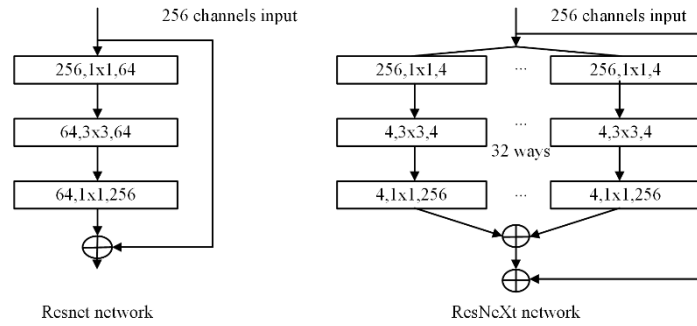 256 channels input
256,1x1,64
64,3x3,64
64,1x1,256
Resnet network
256 channels input
256,1x1,4
...
256,1x1,4
4,3x3,4
...
4,3x3,4
32 ways
4,1x1,256
...
4,1x1,256
ResNeXt network